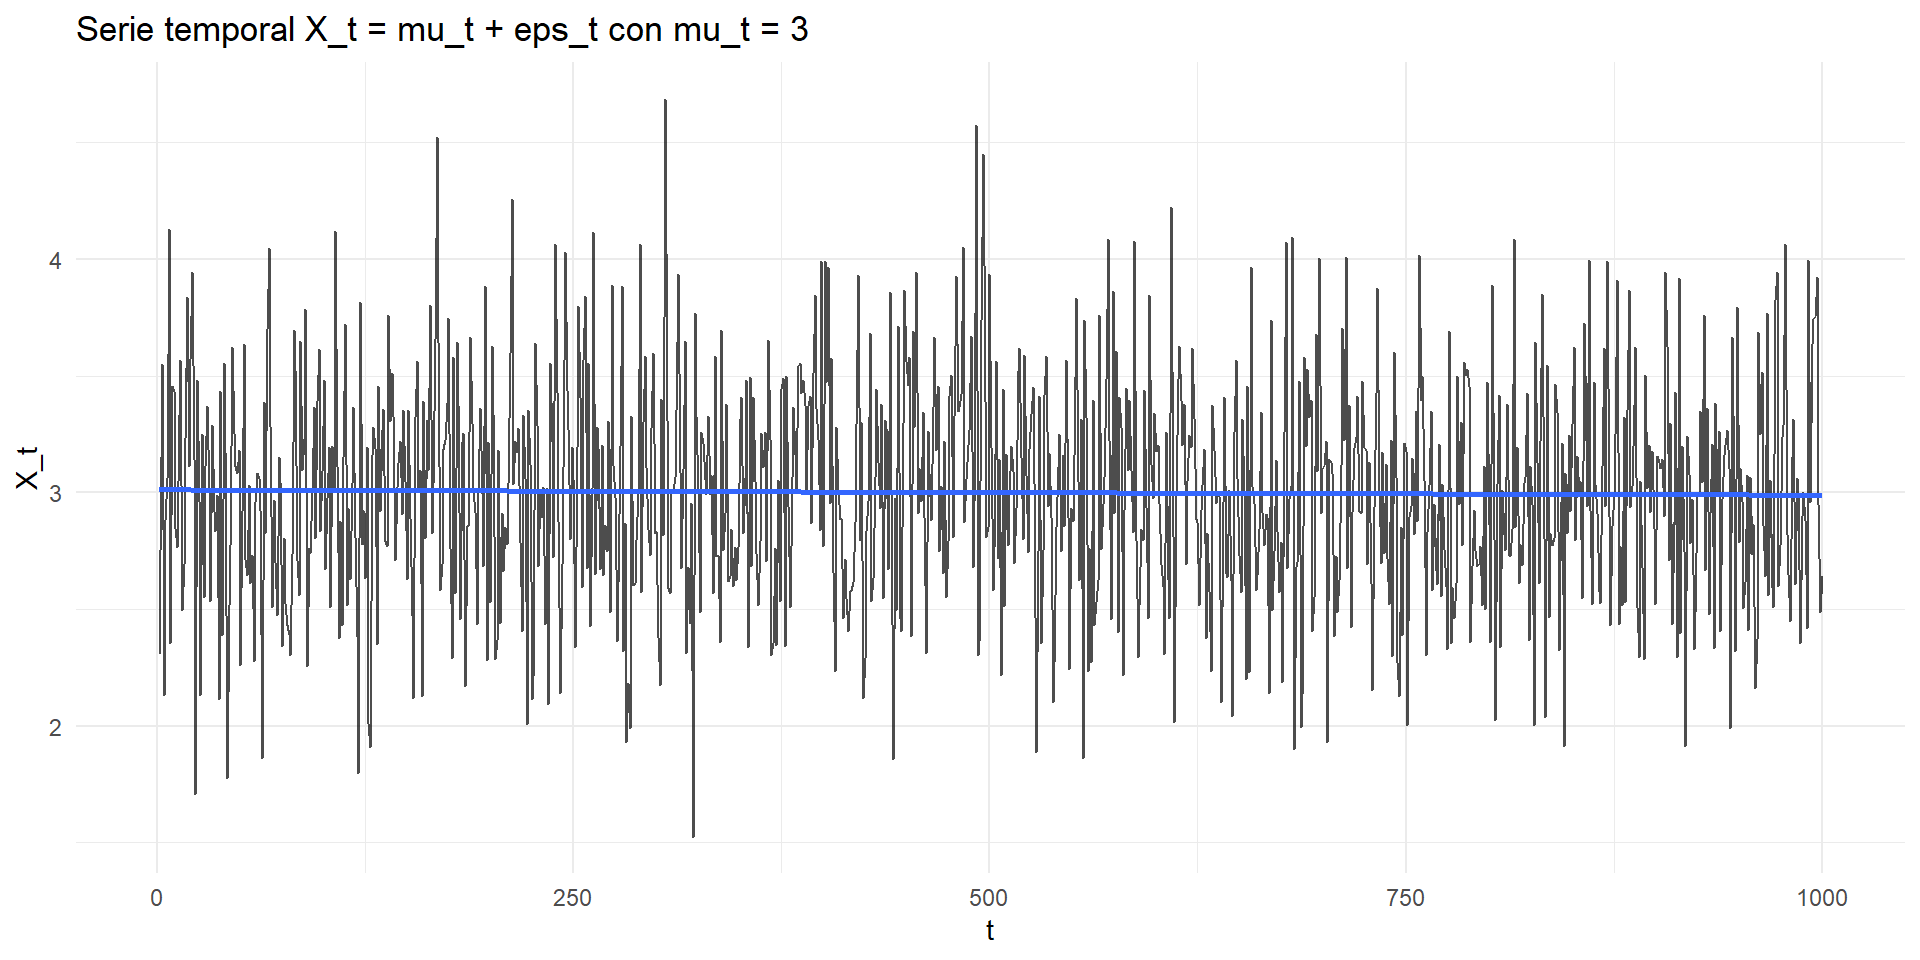 Serie temporal X_t = mu_t + eps_t con mu_t = 3
X_t
4
3
2
0 250 500 750 1000
t